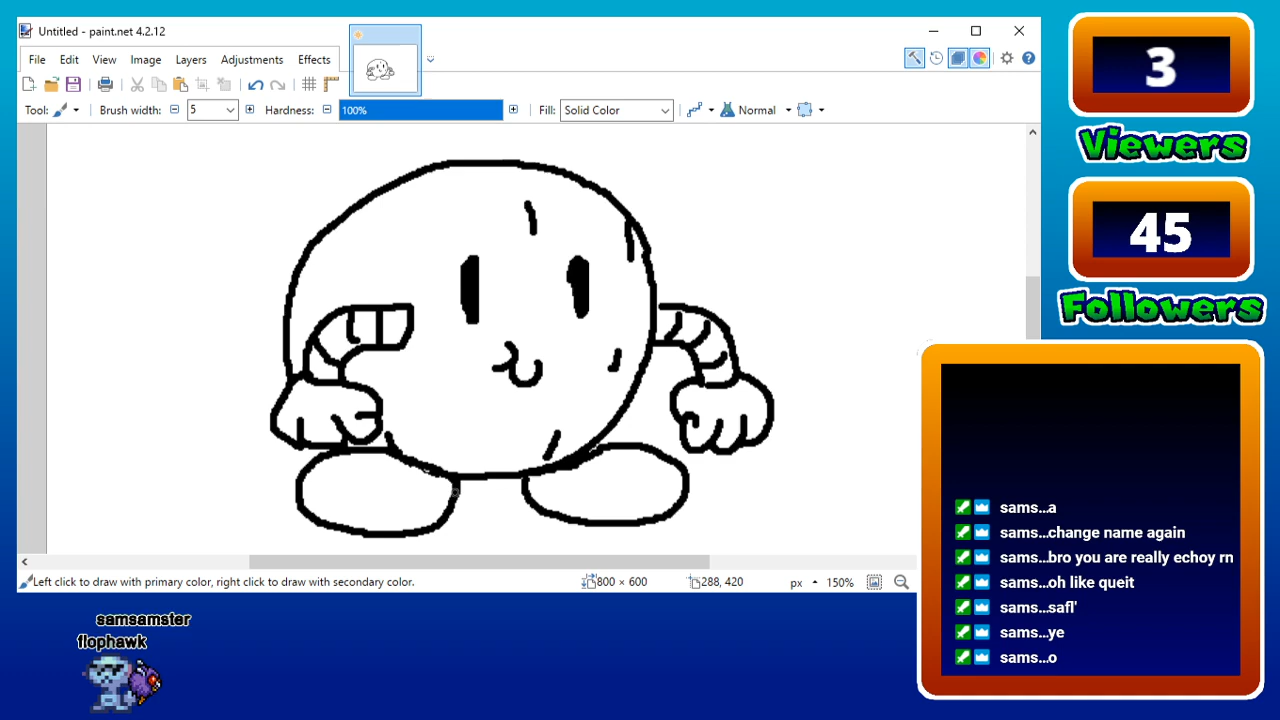 Untitled - paint.net 4.2.12
File Edit View Image Layers Adjustments Effects
Tool: Brush width: 5 Hardness: 100% Fill: Solid Color Normal
Left click to draw with primary color, right click to draw with secondary color. 800 × 600 288, 420 px 150%
3
Viewers
45
Followers
sams...a
sams...change name again
sams...bro you are really echoy rn
sams...oh like queit
sams...safl'
sams...ye
sams...o
samsamster
flophawk